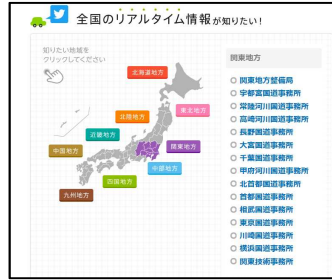 全国のリアルタイム情報が知りたい!
知りたい地域を
クリックしてください
北海道地方
東北地方
北陸地方
近畿地方
関東地方
中国地方
中部地方
四国地方
九州地方
関東地方
関東地方整備局
宇都宮国道事務所
常陸河川国道事務所
高崎河川国道事務所
長野国道事務所
大宮国道事務所
千葉国道事務所
甲府河川国道事務所
北首都国道事務所
首都国道事務所
相武国道事務所
東京国道事務所
川崎国道事務所
横浜国道事務所
関東技術事務所